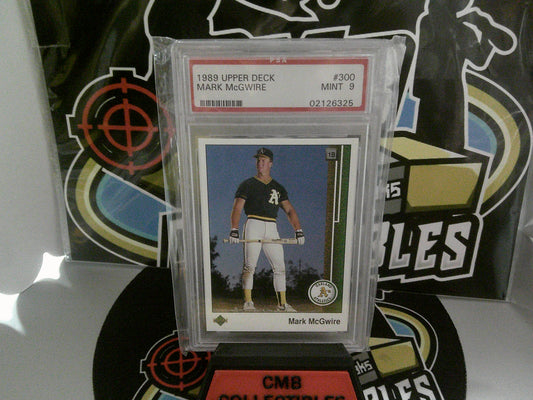 PSA
1989 UPPER DECK #300
MARK McGWIRE MINT 9
02126325
Mark McGwire
BLES
CMB
COLLECTIBLES
BLES